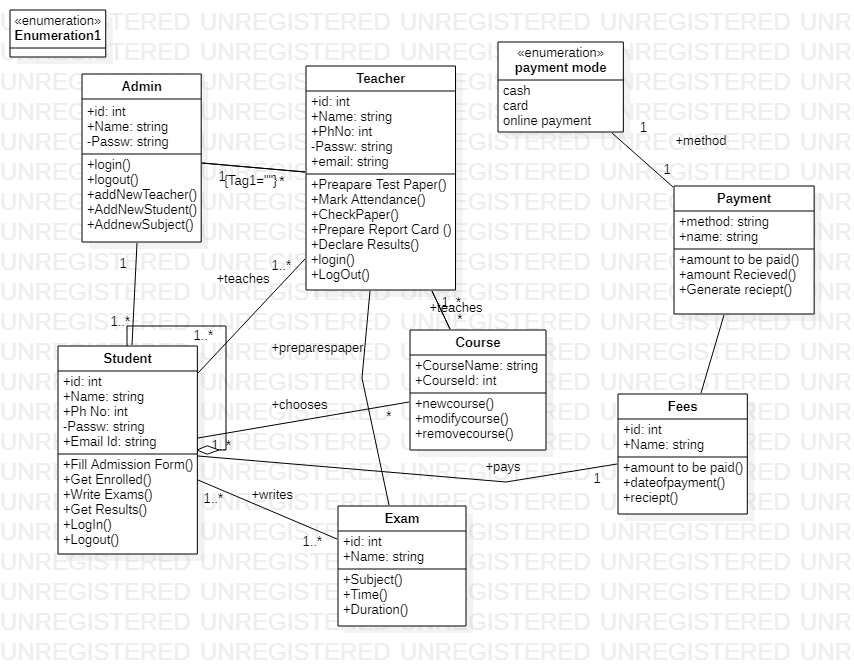 UNREGISTERED
«enumeration»
Enumeration1
«enumeration»
payment mode
cash
card
online payment
Admin
+id: int
+Name: string
-Passw: string
+login()
+logout()
+addNewTeacher()
+AddNewStudent()
+AddnewSubject()
Teacher
+id: int
+Name: string
+PhNo: int
-Passw: string
+email: string
+Preapare Test Paper()
+Mark Attendance()
+CheckPaper()
+Prepare Report Card ()
+Declare Results()
+login()
+LogOut()
1
{Tag1=""}
*
1
+method
1
Payment
+method: string
+name: string
+amount to be paid()
+amount Recieved()
+Generate reciept()
1
1..*
1..*
+teaches
1..*
1..*
+teaches
*
Student
+id: int
+Name: string
+Ph No: int
-Passw: string
+Email Id: string
+Fill Admission Form()
+Get Enrolled()
+Write Exams()
+Get Results()
+LogIn()
+Logout()
1..*
+preparespaper
+chooses
*
Course
+CourseName: string
+CourseId: int
+newcourse()
+modifycourse()
+removecourse()
Fees
+id: int
+Name: string
+amount to be paid()
+dateofpayment()
+reciept()
+pays
1
1..*
+writes
1..*
Exam
+id: int
+Name: string
+Subject()
+Time()
+Duration()